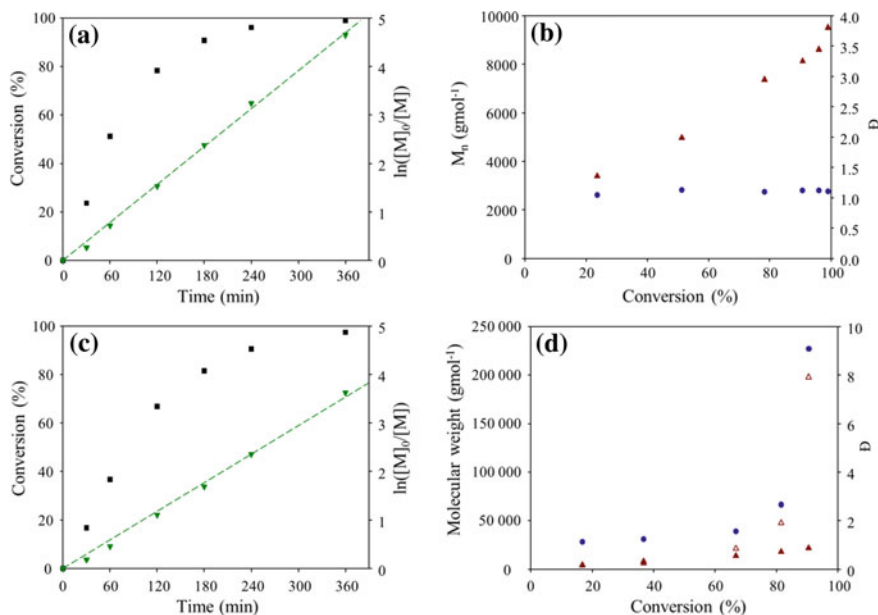 (a)
100
80
60
40
20
0
Conversion (%)
5
4
3
2
1
0
ln([M]0/[M])
0 60 120 180 240 300 360
Time (min)
(b)
10000
8000
6000
4000
2000
0
Mn (gmol-1)
4.0
3.5
3.0
2.5
2.0
1.5
1.0
0.5
0.0
Đ
0 20 40 60 80 100
Conversion (%)
(c)
100
80
60
40
20
0
Conversion (%)
5
4
3
2
1
0
ln([M]0/[M])
0 60 120 180 240 300 360
Time (min)
(d)
250 000
200 000
150 000
100 000
50 000
0
Molecular weight (gmol-1)
10
8
6
4
2
0
Đ
0 20 40 60 80 100
Conversion (%)